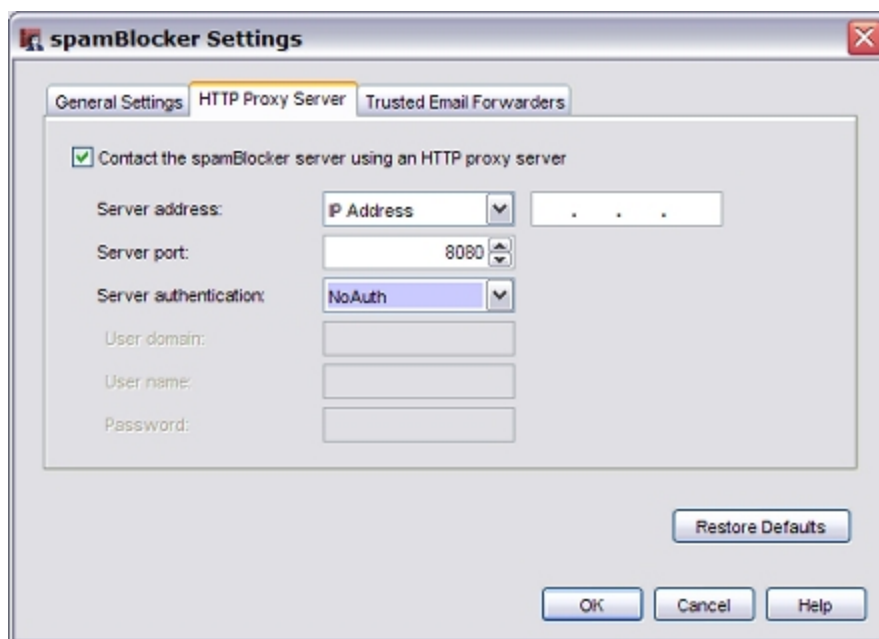 spamBlocker Settings
General Settings HTTP Proxy Server Trusted Email Forwarders
Contact the spamBlocker server using an HTTP proxy server
Server address: IP Address . . .
Server port: 8080
Server authentication: NoAuth
User domain:
User name:
Password:
Restore Defaults
OK Cancel Help